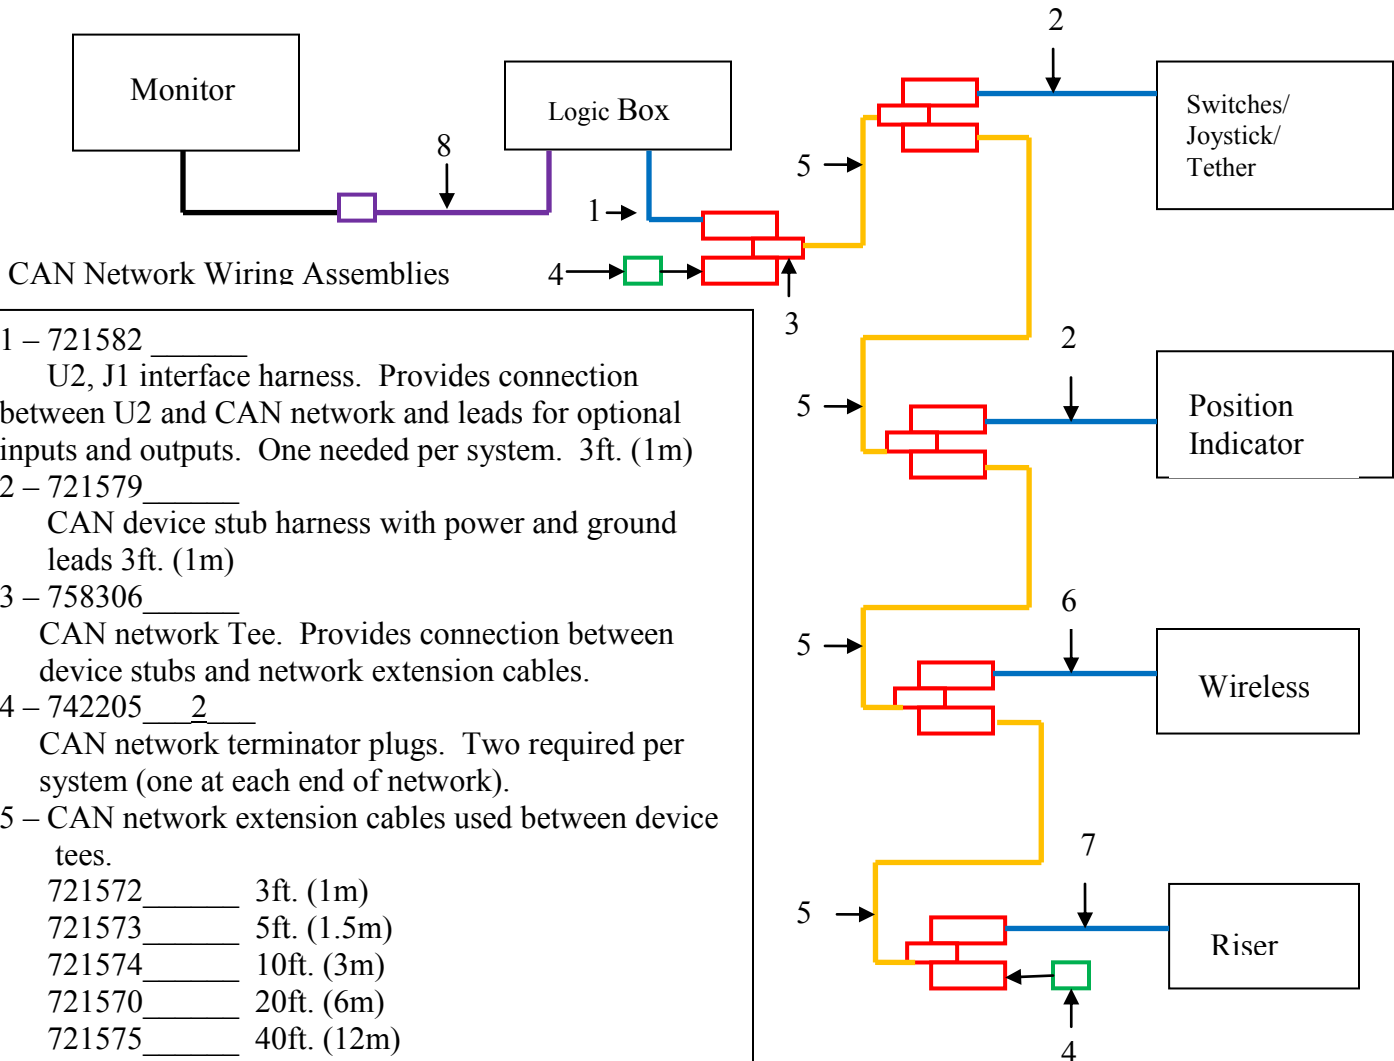 2
Monitor
Logic Box
Switches/
Joystick/
Tether
8
5
1
4
3
CAN Network Wiring Assemblies
1 – 721582 ______
U2, J1 interface harness. Provides connection
between U2 and CAN network and leads for optional
inputs and outputs. One needed per system. 3ft. (1m)
2 – 721579______
CAN device stub harness with power and ground
leads 3ft. (1m)
3 – 758306______
CAN network Tee. Provides connection between
device stubs and network extension cables.
4 – 742205___2___
CAN network terminator plugs. Two required per
system (one at each end of network).
5 – CAN network extension cables used between device
tees.
721572______ 3ft. (1m)
721573______ 5ft. (1.5m)
721574______ 10ft. (3m)
721570______ 20ft. (6m)
721575______ 40ft. (12m)
2
5
Position
Indicator
6
5
Wireless
7
5
Riser
4